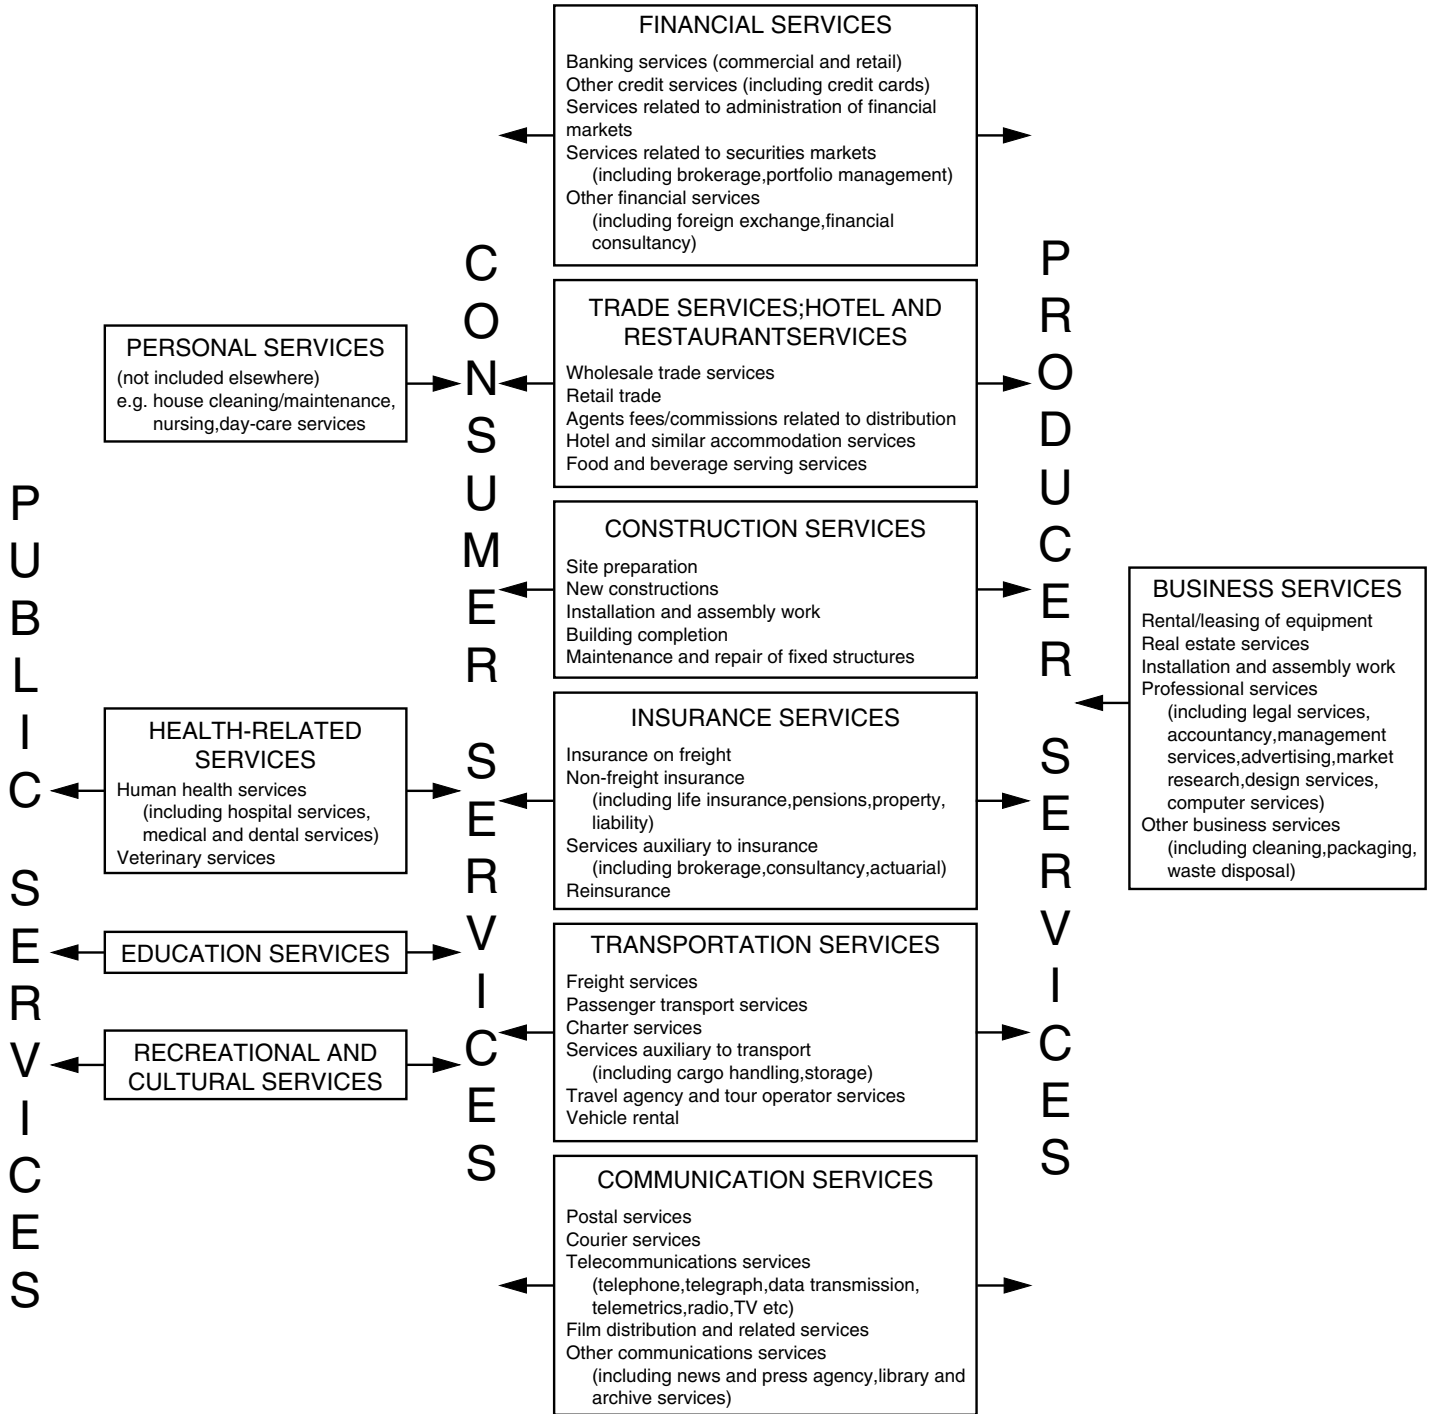 FINANCIAL SERVICES
Banking services (commercial and retail)
Other credit services (including credit cards)
Services related to administration of financial
markets
Services related to securities markets
(including brokerage,portfolio management)
Other financial services
(including foreign exchange,financial
consultancy)
TRADE SERVICES;HOTEL AND
RESTAURANTSERVICES
Wholesale trade services
Retail trade
Agents fees/commissions related to distribution
Hotel and similar accommodation services
Food and beverage serving services
CONSTRUCTION SERVICES
Site preparation
New constructions
Installation and assembly work
Building completion
Maintenance and repair of fixed structures
INSURANCE SERVICES
Insurance on freight
Non-freight insurance
(including life insurance,pensions,property,
liability)
Services auxiliary to insurance
(including brokerage,consultancy,actuarial)
Reinsurance
TRANSPORTATION SERVICES
Freight services
Passenger transport services
Charter services
Services auxiliary to transport
(including cargo handling,storage)
Travel agency and tour operator services
Vehicle rental
COMMUNICATION SERVICES
Postal services
Courier services
Telecommunications services
(telephone,telegraph,data transmission,
telemetrics,radio,TV etc)
Film distribution and related services
Other communications services
(including news and press agency,library and
archive services)
PERSONAL SERVICES
(not included elsewhere)
e.g. house cleaning/maintenance,
nursing,day-care services
HEALTH-RELATED
SERVICES
Human health services
(including hospital services,
medical and dental services)
Veterinary services
EDUCATION SERVICES
RECREATIONAL AND
CULTURAL SERVICES
PUBLIC SERVICES
CONSUMER SERVICES
PRODUCER SERVICES
BUSINESS SERVICES
Rental/leasing of equipment
Real estate services
Installation and assembly work
Professional services
(including legal services,
accountancy,management
services,advertising,market
research,design services,
computer services)
Other business services
(including cleaning,packaging,
waste disposal)